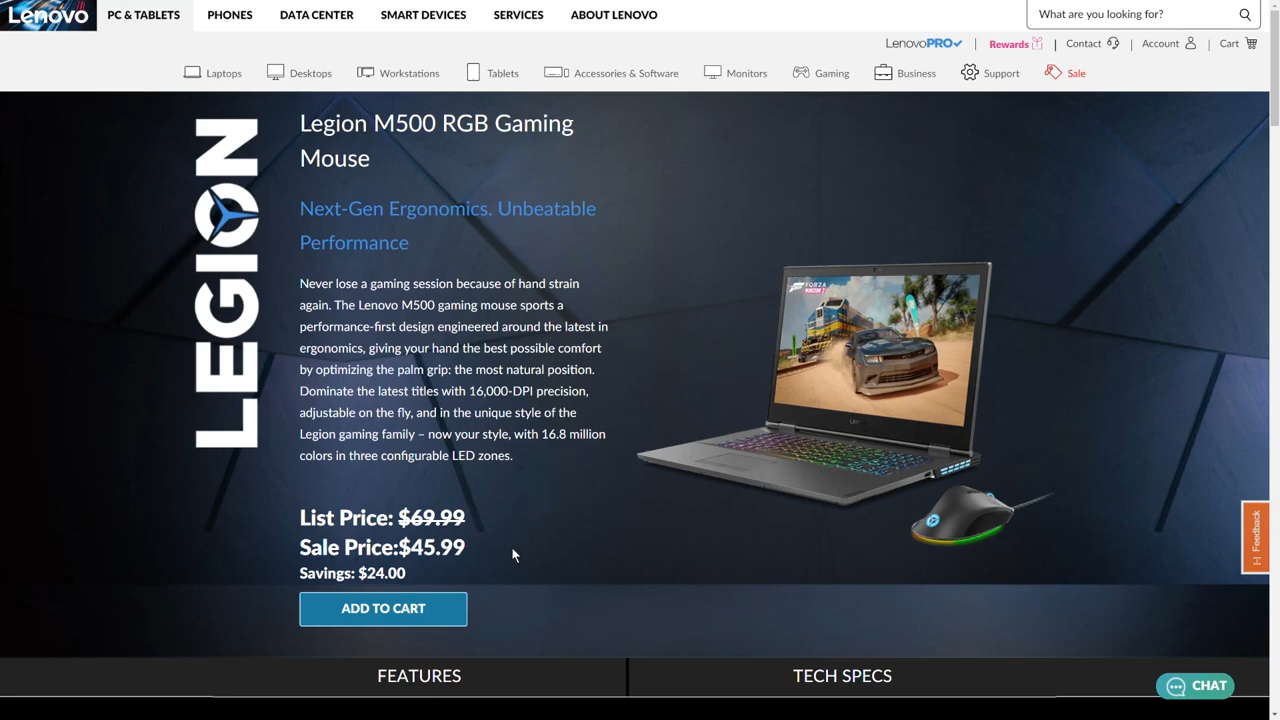 Lenovo
PC & TABLETS
PHONES
DATA CENTER
SMART DEVICES
SERVICES
ABOUT LENOVO
What are you looking for?
LenovoPRO
Rewards
Contact
Account
Cart
Laptops
Desktops
Workstations
Tablets
Accessories & Software
Monitors
Gaming
Business
Support
Sale
LEGION
Legion M500 RGB Gaming
Mouse
Next-Gen Ergonomics. Unbeatable
Performance
Never lose a gaming session because of hand strain
again. The Lenovo M500 gaming mouse sports a
performance-first design engineered around the latest in
ergonomics, giving your hand the best possible comfort
by optimizing the palm grip: the most natural position.
Dominate the latest titles with 16,000-DPI precision,
adjustable on the fly, and in the unique style of the
Legion gaming family – now your style, with 16.8 million
colors in three configurable LED zones.
FORZA
List Price: $69.99
Sale Price:$45.99
Savings: $24.00
ADD TO CART
[-] Feedback
FEATURES
TECH SPECS
CHAT